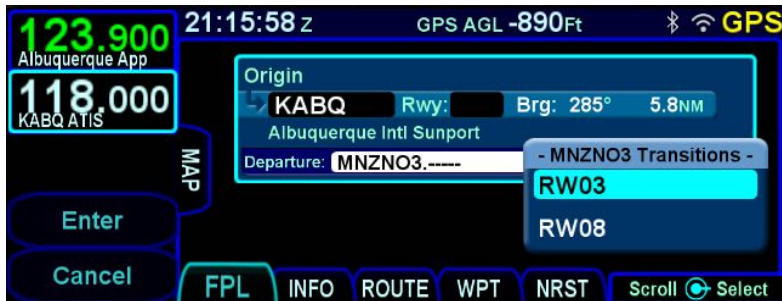 123.900
Albuquerque App
118.000
KABQ ATIS
21:15:58 Z GPS AGL -890Ft GPS
MAP
Origin
KABQ Rwy: Brg: 285° 5.8NM
Albuquerque Intl Sunport
Departure: MNZNO3.-----
- MNZNO3 Transitions -
RW03
RW08
Enter
Cancel
FPL INFO ROUTE WPT NRST Scroll Select